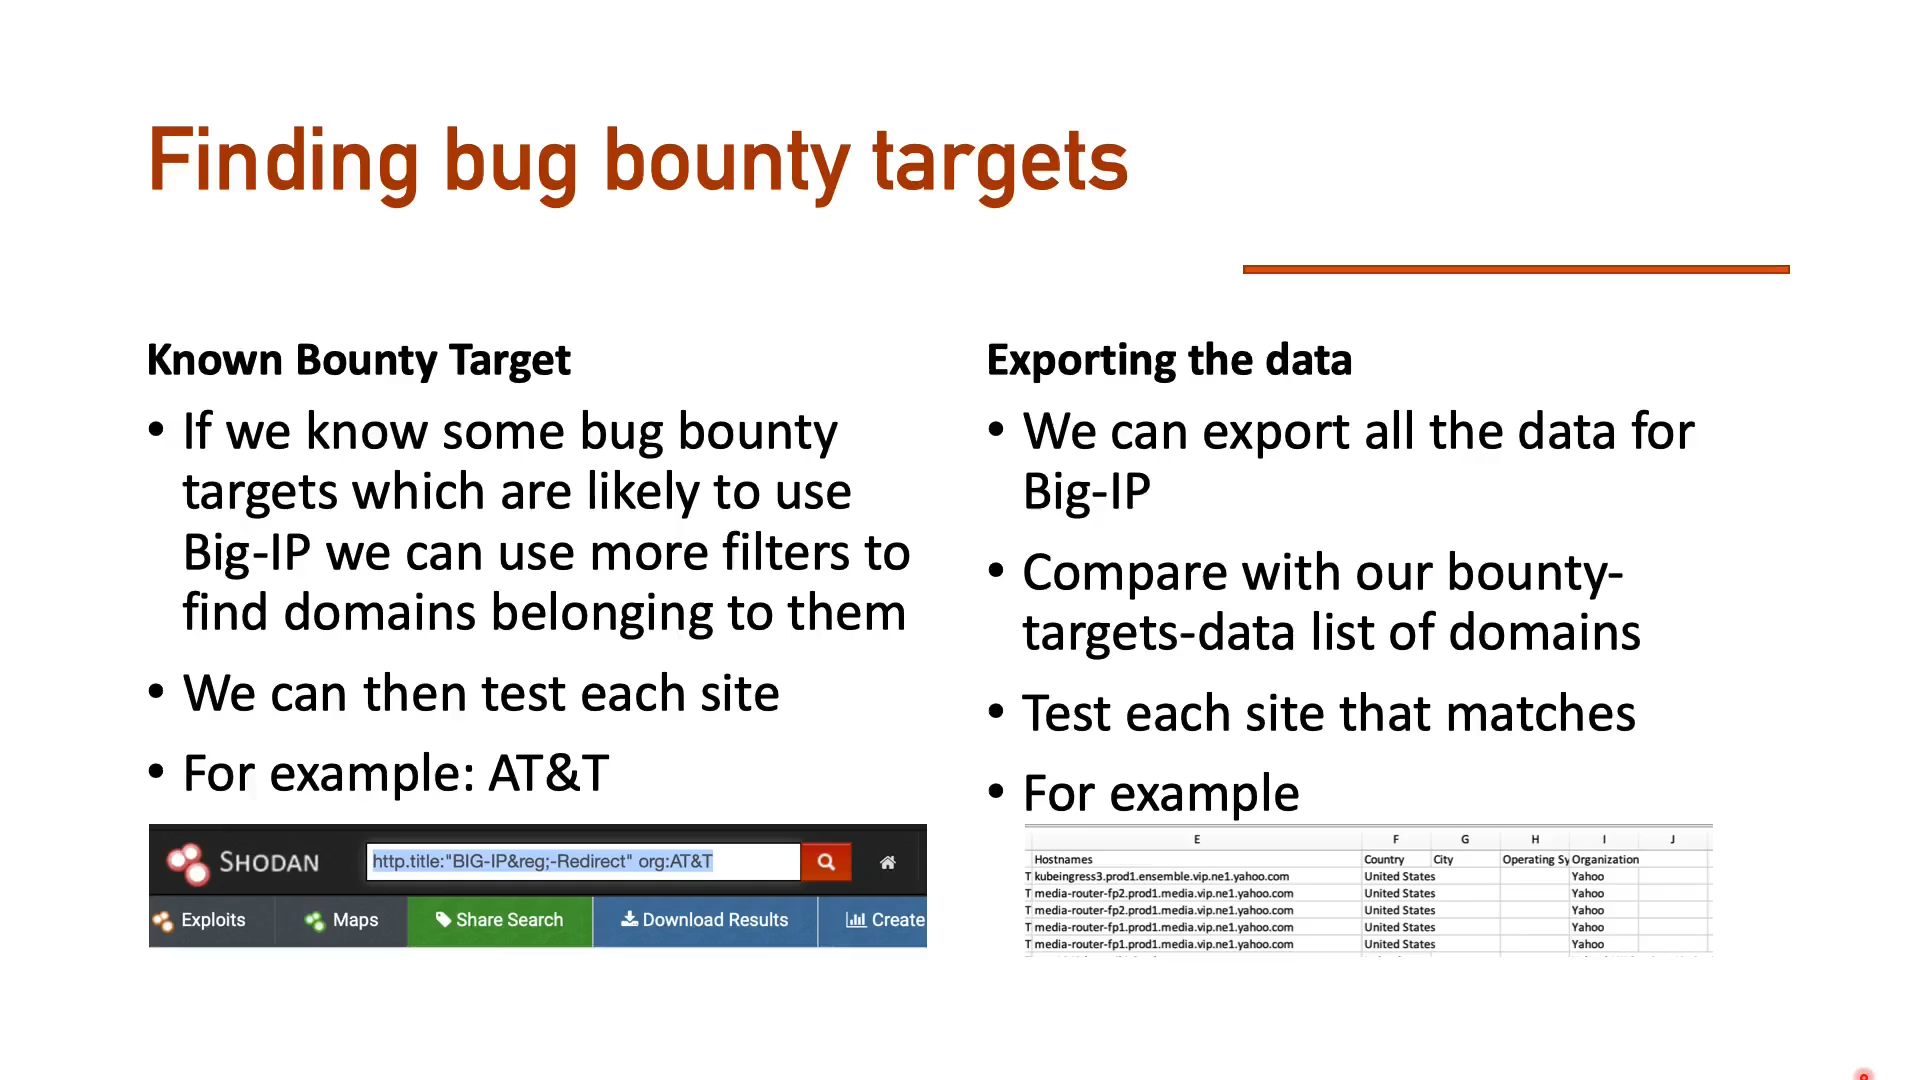 Finding bug bounty targets
Known Bounty Target
• If we know some bug bounty
targets which are likely to use
Big-IP we can use more filters to
find domains belonging to them
• We can then test each site
• For example: AT&T
SHODAN
http.title:"BIG-IP&reg;-Redirect" org:AT&T
Exploits Maps Share Search Download Results Create
Exporting the data
• We can export all the data for
Big-IP
• Compare with our bounty-
targets-data list of domains
• Test each site that matches
• For example
E F G H I J
Hostnames Country City Operating Sy Organization
T kubeingress3.prod1.ensemble.vip.ne1.yahoo.com United States Yahoo
T media-router-fp2.prod1.media.vip.ne1.yahoo.com United States Yahoo
T media-router-fp2.prod1.media.vip.ne1.yahoo.com United States Yahoo
T media-router-fp1.prod1.media.vip.ne1.yahoo.com United States Yahoo
T media-router-fp1.prod1.media.vip.ne1.yahoo.com United States Yahoo